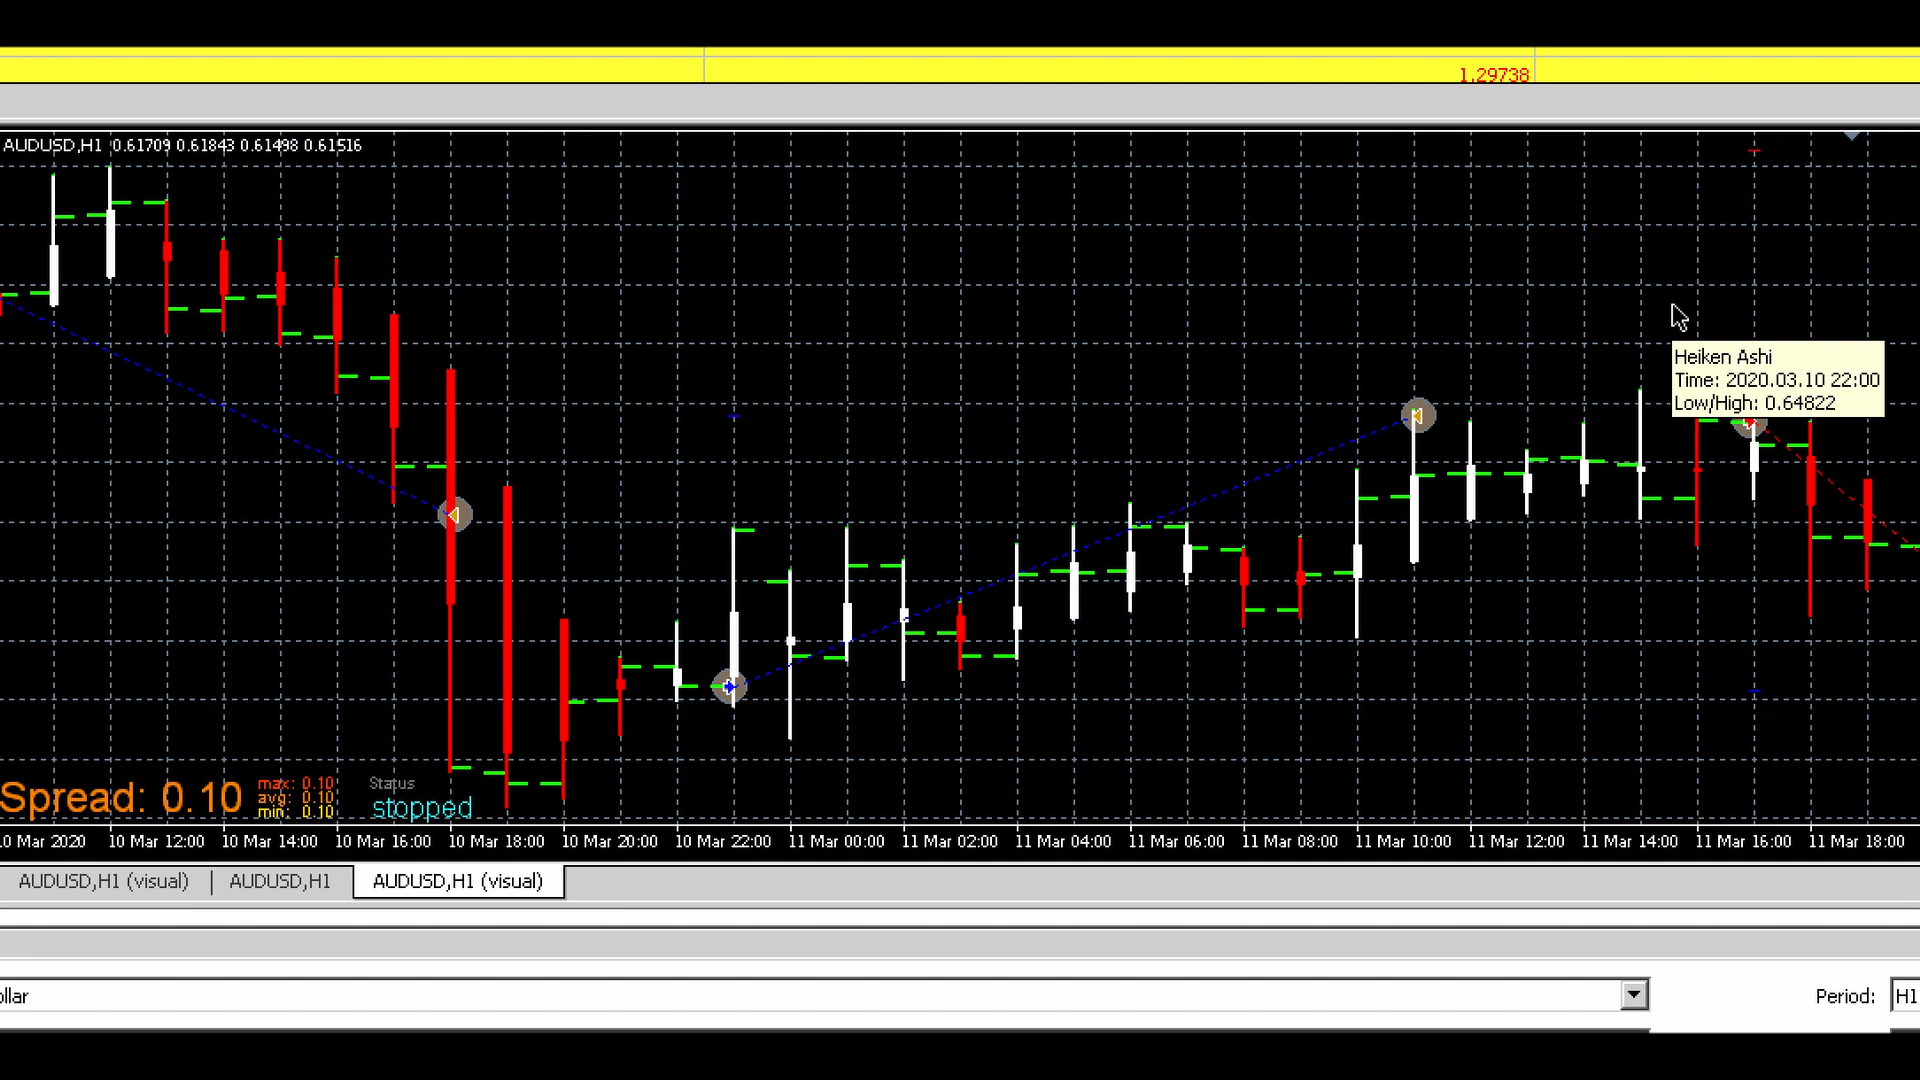 1.29738
AUDUSD,H1 0.61709 0.61843 0.61498 0.61516
Heiken Ashi
Time: 2020.03.10 22:00
Low/High: 0.64822
Spread: 0.10
max: 0.10
avg: 0.10
min: 0.10
Status
stopped
0 Mar 2020 10 Mar 12:00 10 Mar 14:00 10 Mar 16:00 10 Mar 18:00 10 Mar 20:00 10 Mar 22:00 11 Mar 00:00 11 Mar 02:00 11 Mar 04:00 11 Mar 06:00 11 Mar 08:00 11 Mar 10:00 11 Mar 12:00 11 Mar 14:00 11 Mar 16:00 11 Mar 18:00
AUDUSD,H1 (visual) | AUDUSD,H1 AUDUSD,H1 (visual)
ollar Period: H1